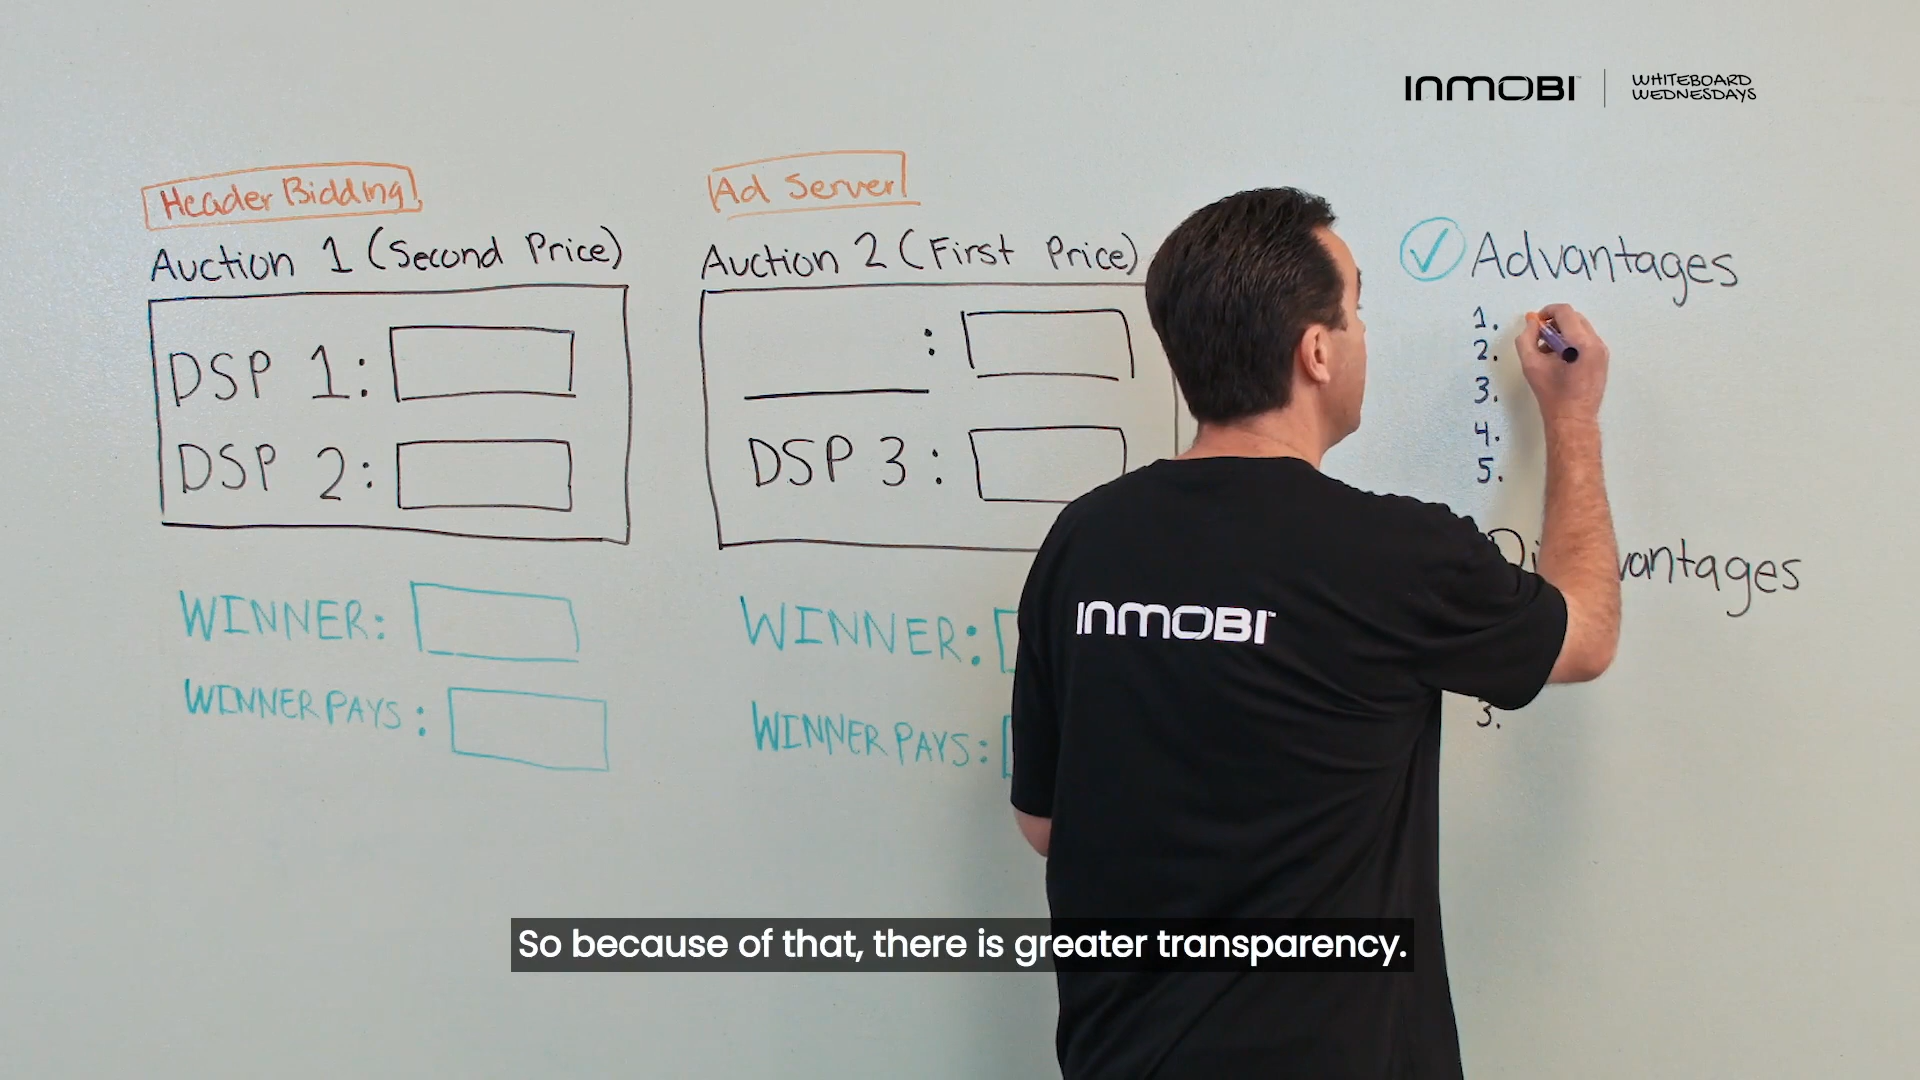 INMOBI
WHITEBOARD
WEDNESDAYS
Header Bidding
Auction 1 (Second Price)
DSP 1:
DSP 2:
WINNER:
WINNER PAYS:
Ad Server
Auction 2 (First Price)
:
DSP 3:
WINNER:
WINNER PAYS:
Advantages
1.
2.
3.
4.
5.
3.
INMOBI
So because of that, there is greater transparency.